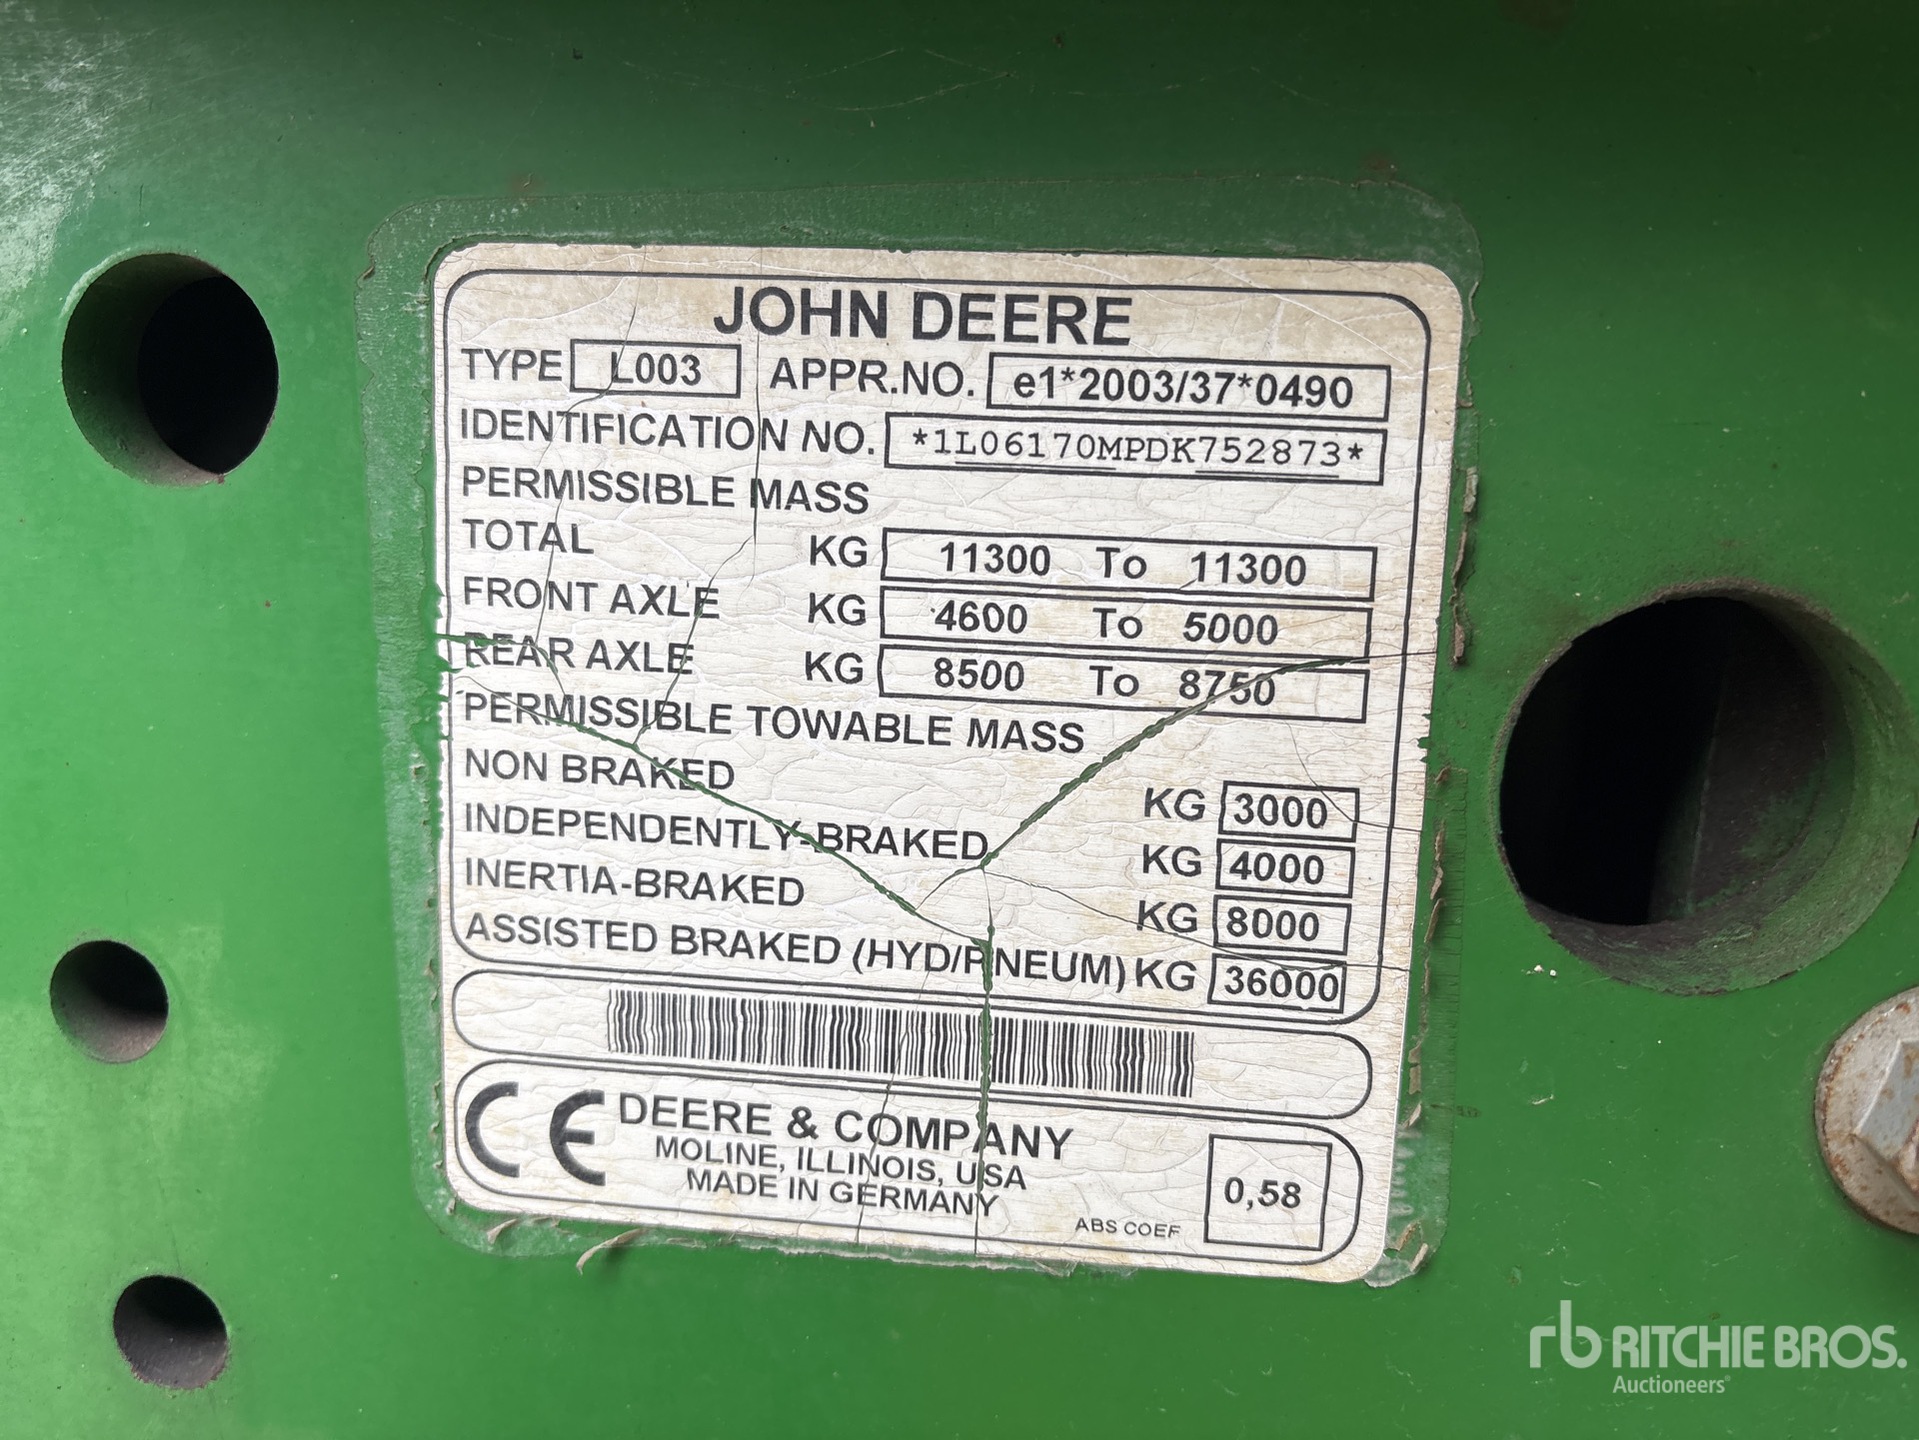 JOHN DEERE
TYPE L003 APPR.NO. e1*2003/37*0490
IDENTIFICATION NO. *1L06170MPDK752873*
PERMISSIBLE MASS
TOTAL KG 11300 To 11300
FRONT AXLE KG 4600 To 5000
REAR AXLE KG 8500 To 8750
PERMISSIBLE TOWABLE MASS
NON BRAKED KG 3000
INDEPENDENTLY-BRAKED KG 4000
INERTIA-BRAKED KG 8000
ASSISTED BRAKED (HYD/PNEUM) KG 36000
CE DEERE & COMPANY
MOLINE, ILLINOIS, USA
MADE IN GERMANY
ABS COEF 0,58
rb RITCHIE BROS.
Auctioneers